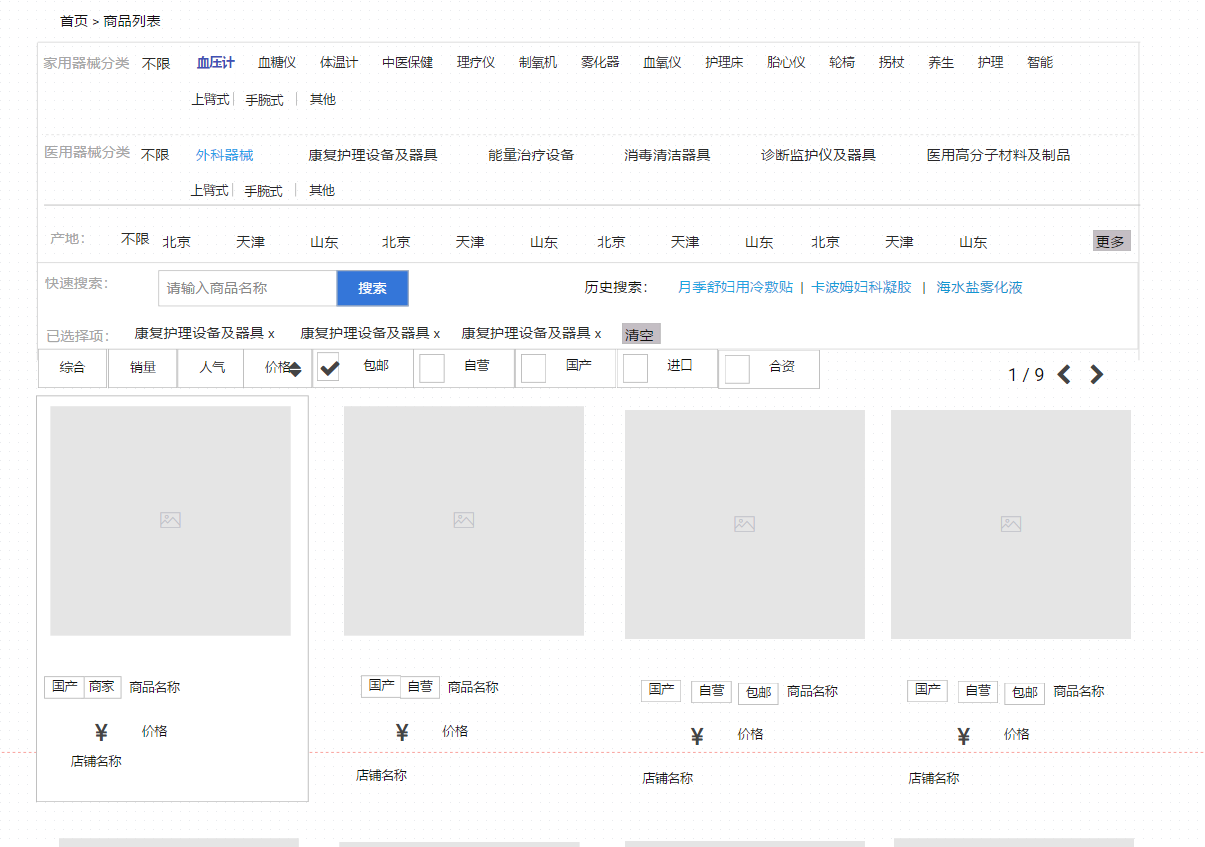 首页 > 商品列表
家用器械分类 不限 血压计 血糖仪 体温计 中医保健 理疗仪 制氧机 雾化器 血氧仪 护理床 胎心仪 轮椅 拐杖 养生 护理 智能
上臂式 | 手腕式 | 其他
医用器械分类 不限 外科器械 康复护理设备及器具 能量治疗设备 消毒清洁器具 诊断监护仪及器具 医用高分子材料及制品
上臂式 | 手腕式 | 其他
产地: 不限 北京 天津 山东 北京 天津 山东 北京 天津 山东 北京 天津 山东 更多
快速搜索: 请输入商品名称 搜索 历史搜索: 月季舒妇用冷敷贴 | 卡波姆妇科凝胶 | 海水盐雾化液
已选择项: 康复护理设备及器具 x 康复护理设备及器具 x 康复护理设备及器具 x 清空
综合 销量 人气 价格 包邮 自营 国产 进口 合资 1 / 9
国产 商家 商品名称 国产 自营 商品名称 国产 自营 包邮 商品名称 国产 自营 包邮 商品名称
¥ 价格 ¥ 价格 ¥ 价格 ¥ 价格
店铺名称 店铺名称 店铺名称 店铺名称